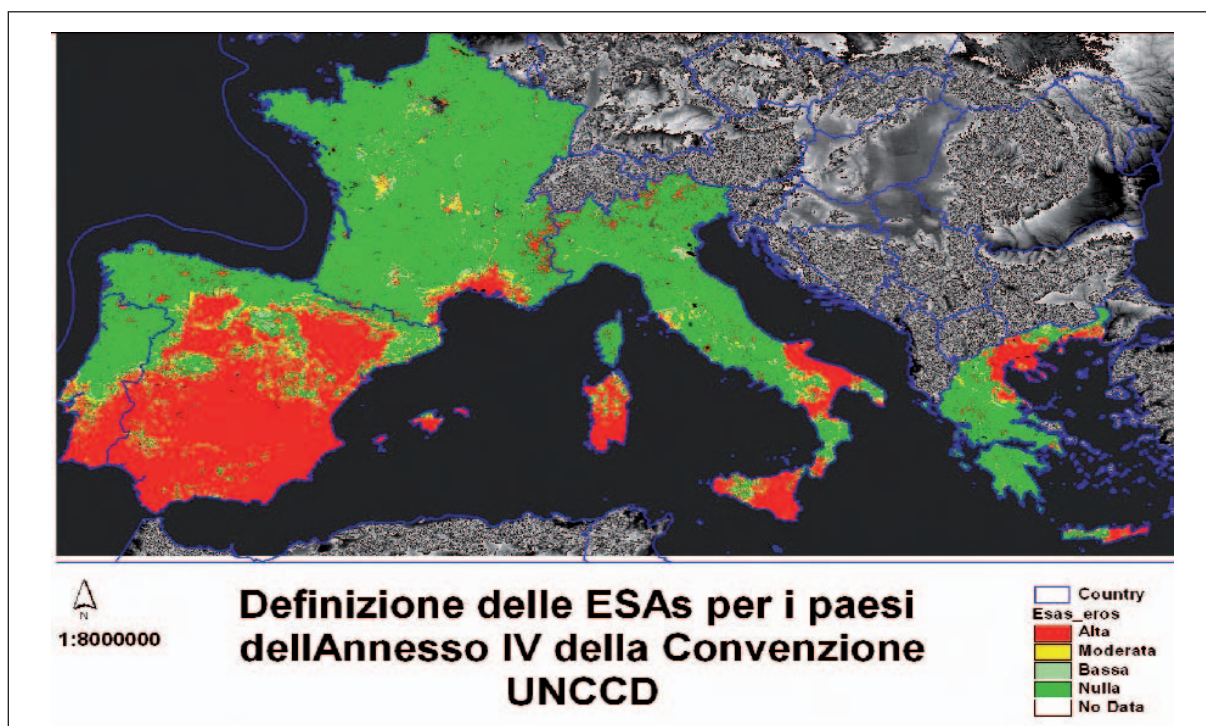 N
1:8000000
Definizione delle ESAs per i paesi
dellAnnesso IV della Convenzione
UNCCD
Country
Esas_eros
Alta
Moderata
Bassa
Nulla
No Data